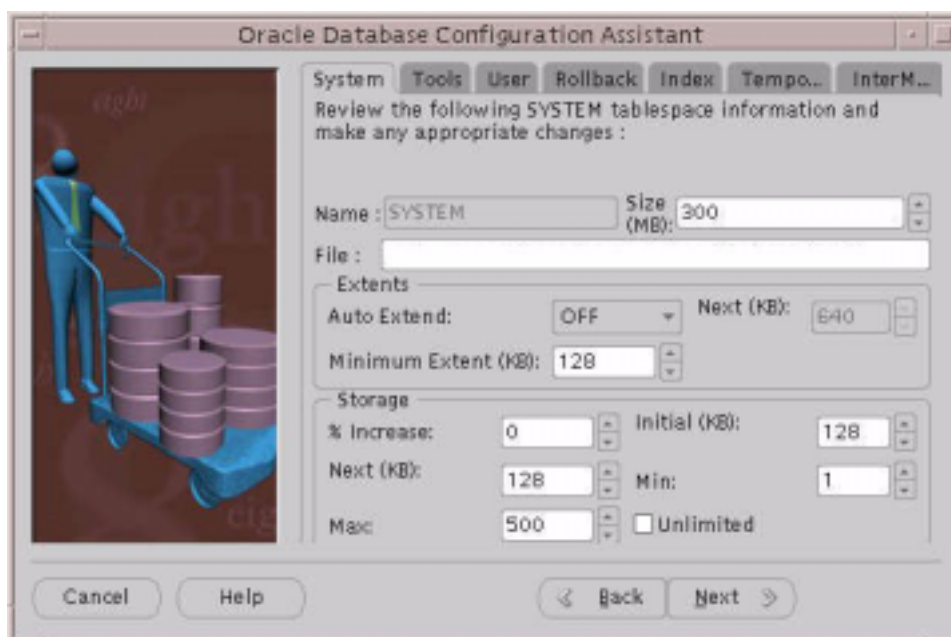 Oracle Database Configuration Assistant
System Tools User Rollback Index Tempo... InterM...
Review the following SYSTEM tablespace information and
make any appropriate changes :
Name : SYSTEM Size (MB): 300
File :
Extents
Auto Extend: OFF Next (KB): 640
Minimum Extent (KB): 128
Storage
% Increase: 0 Initial (KB): 128
Next (KB): 128 Min: 1
Max: 500 Unlimited
eight
Cancel Help Back Next